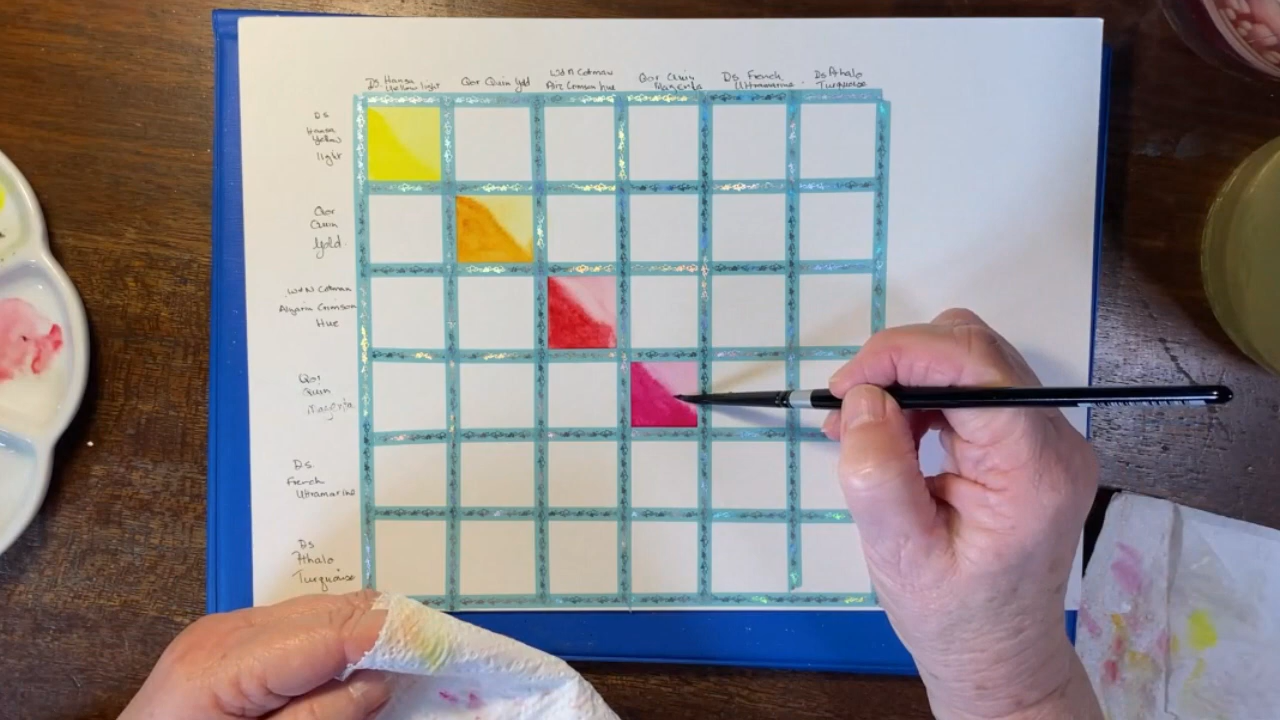 Ds. Hansa
Yellow light
Qor Quin Gold
W&N Cotman
Aliz Crimson hue
Qor Quin
Magenta
Ds French
Ultramarine
Ds Pthalo
Turquoise
Ds
Hansa
Yellow
light
Qor
Quin
Gold.
W&N Cotman
Alizarin Crimson
Hue
Qor
Quin
Magenta
Ds.
French
Ultramarine
Ds
Pthalo
Turquoise